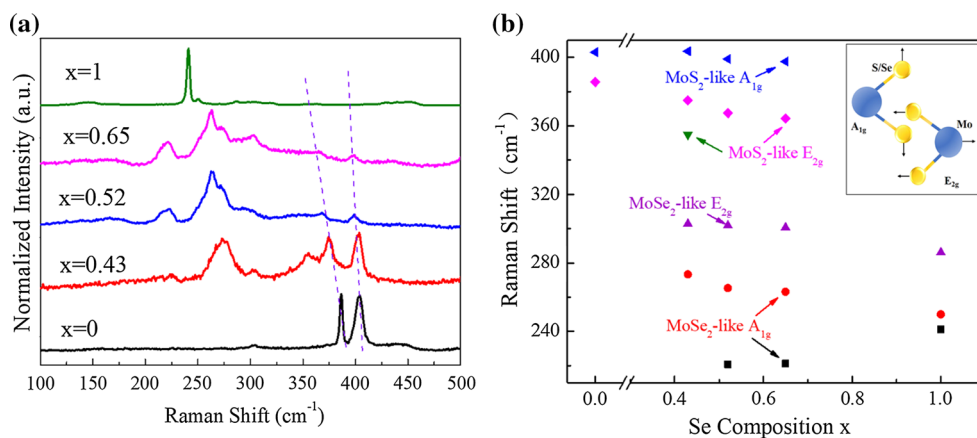 (a)
x=1
x=0.65
x=0.52
x=0.43
x=0
Normalized Intensity (a.u.)
100 150 200 250 300 350 400 450 500
Raman Shift (cm⁻¹)
(b)
400
360
320
280
240
Raman Shift (cm⁻¹)
MoS₂-like A₁g
MoS₂-like E₂g
MoSe₂-like E₂g
MoSe₂-like A₁g
S/Se
Mo
A₁g
E₂g
0.0 0.4 0.6 0.8 1.0
Se Composition x